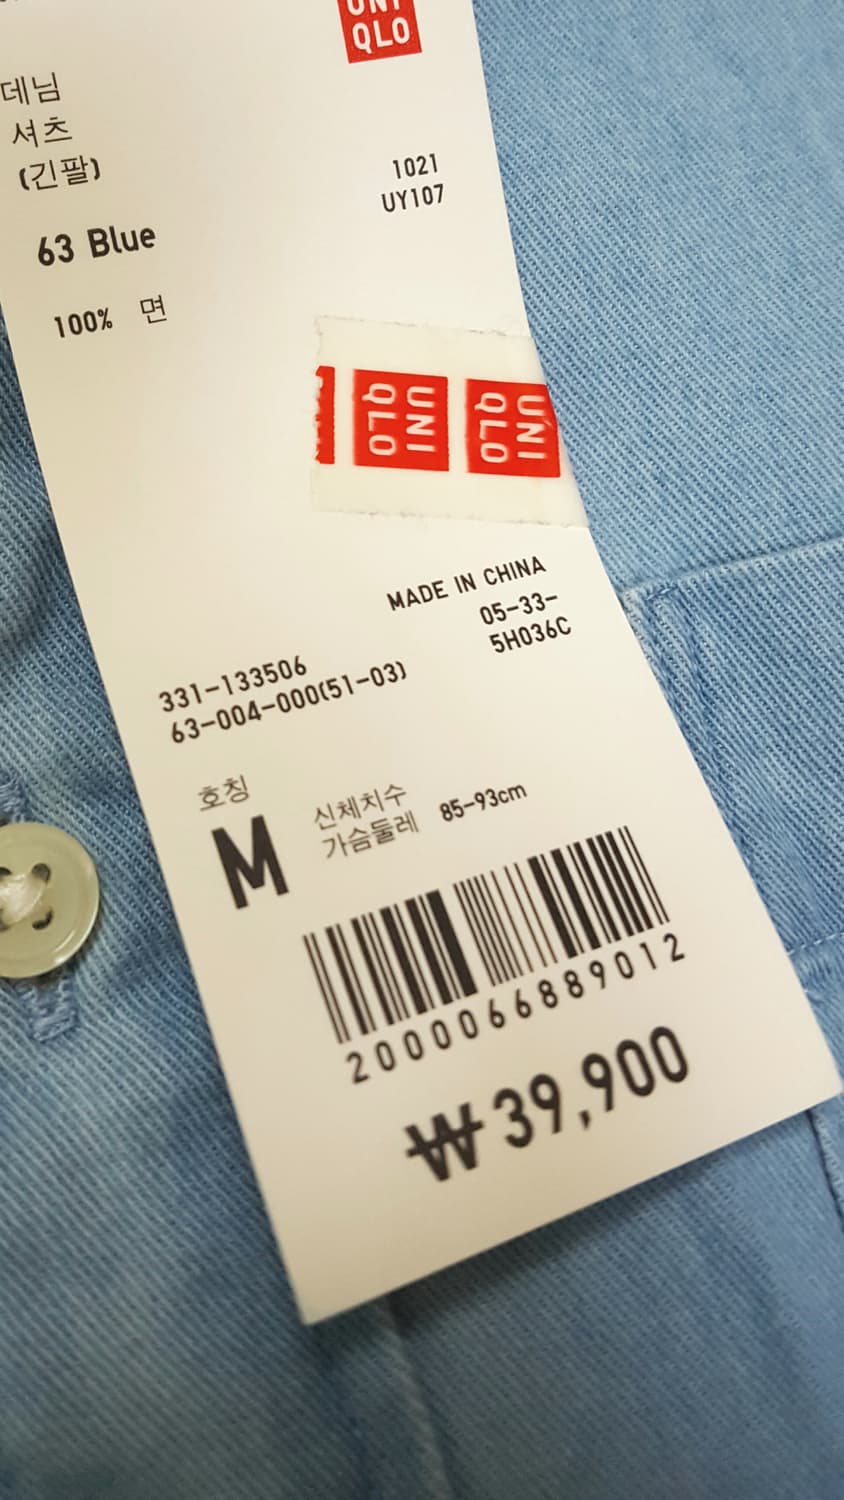 UNI
QLO
데님
셔츠
(긴팔)
1021
UY107
63 Blue
100% 면
UNI
QLO
UNI
QLO
MADE IN CHINA
05-33-
5H036C
331-133506
63-004-000(51-03)
호칭
M
신체치수
가슴둘레 85-93cm
2000066889012
₩39,900